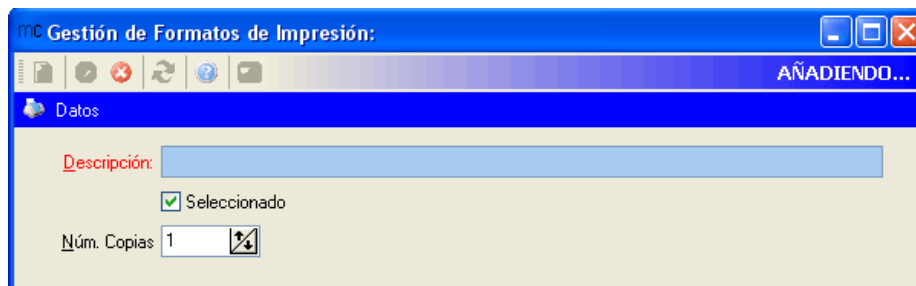 mc Gestión de Formatos de Impresión:
AÑADIENDO...
Datos
Descripción:
Seleccionado
Núm. Copias 1